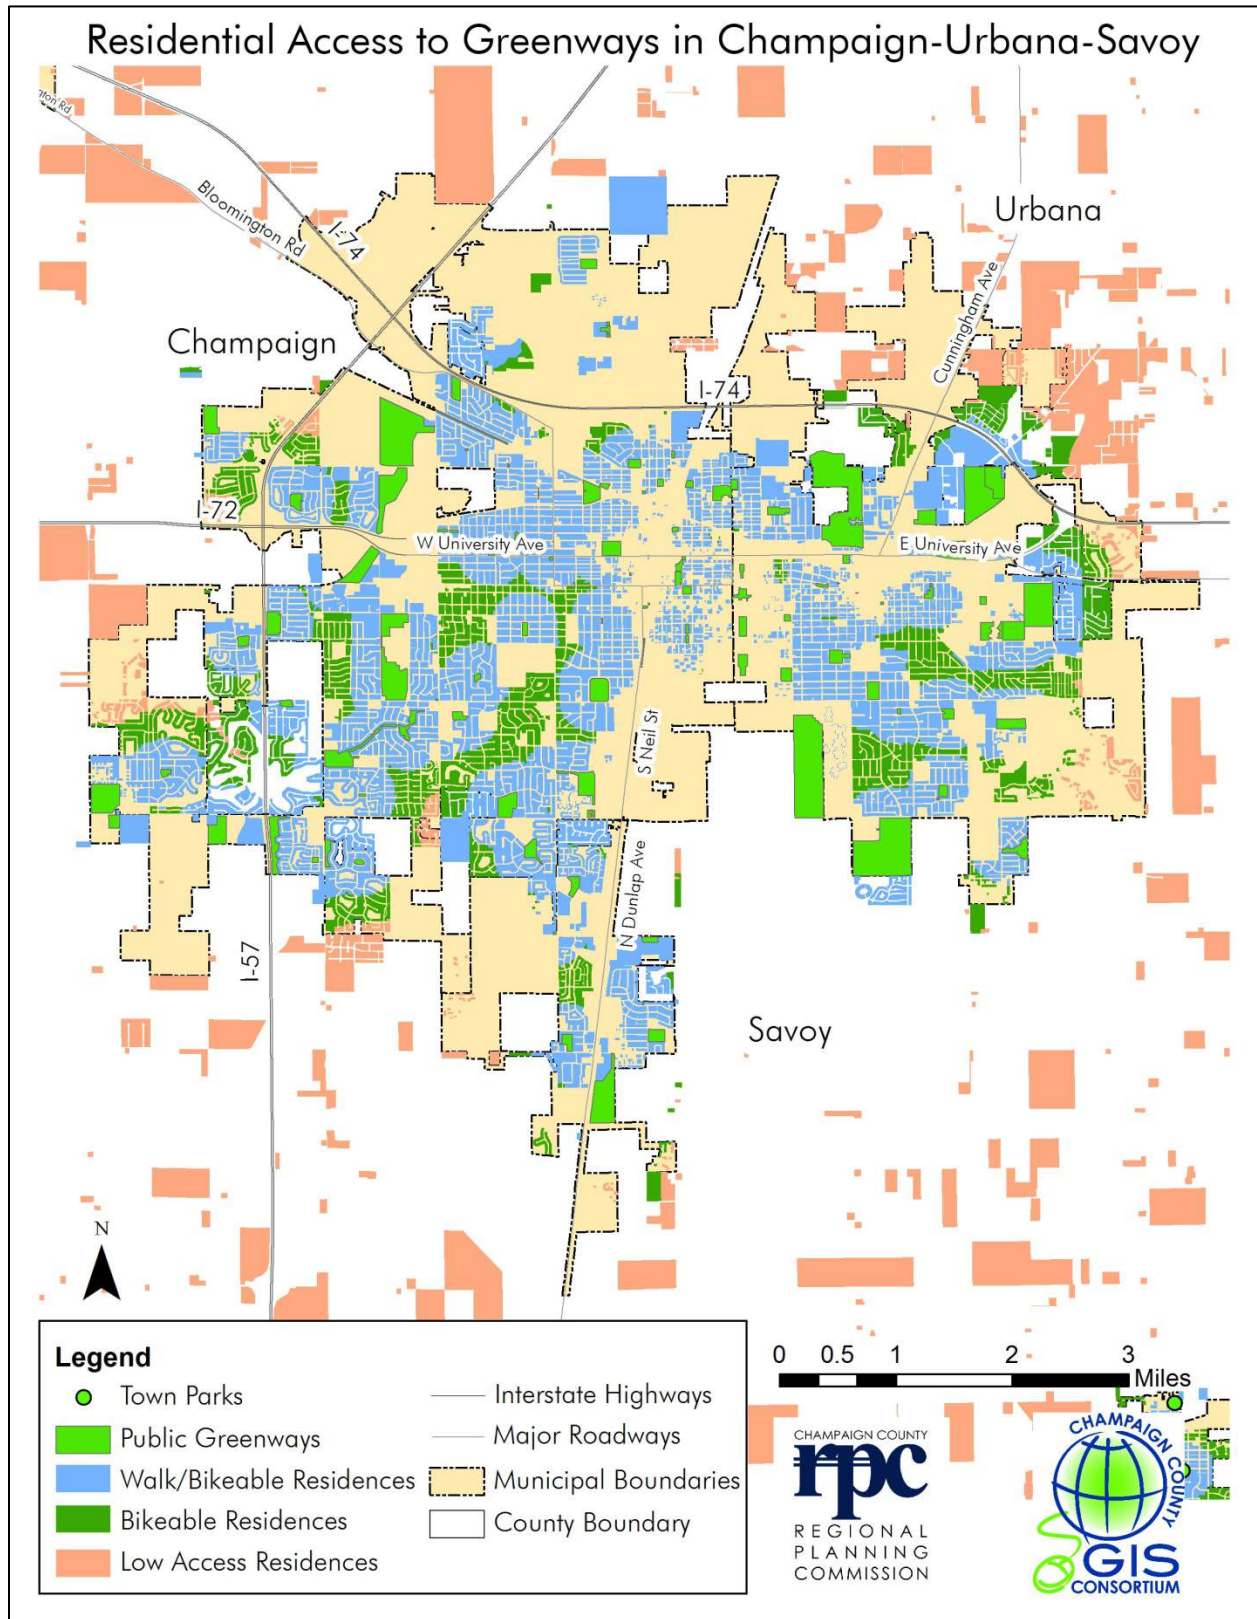 Residential Access to Greenways in Champaign-Urbana-Savoy
gton Rd
Bloomington Rd
I-74
Urbana
Cunningham Ave
Champaign
I-74
I-72
W University Ave
E University Ave
S Neil St
N Dunlap Ave
I-57
Savoy
N
Legend
Town Parks
Public Greenways
Walk/Bikeable Residences
Bikeable Residences
Low Access Residences
Interstate Highways
Major Roadways
Municipal Boundaries
County Boundary
0 0.5 1 2 3
Miles
CHAMPAIGN COUNTY
rpc
REGIONAL
PLANNING
COMMISSION
CHAMPAIGN COUNTY
GIS
CONSORTIUM